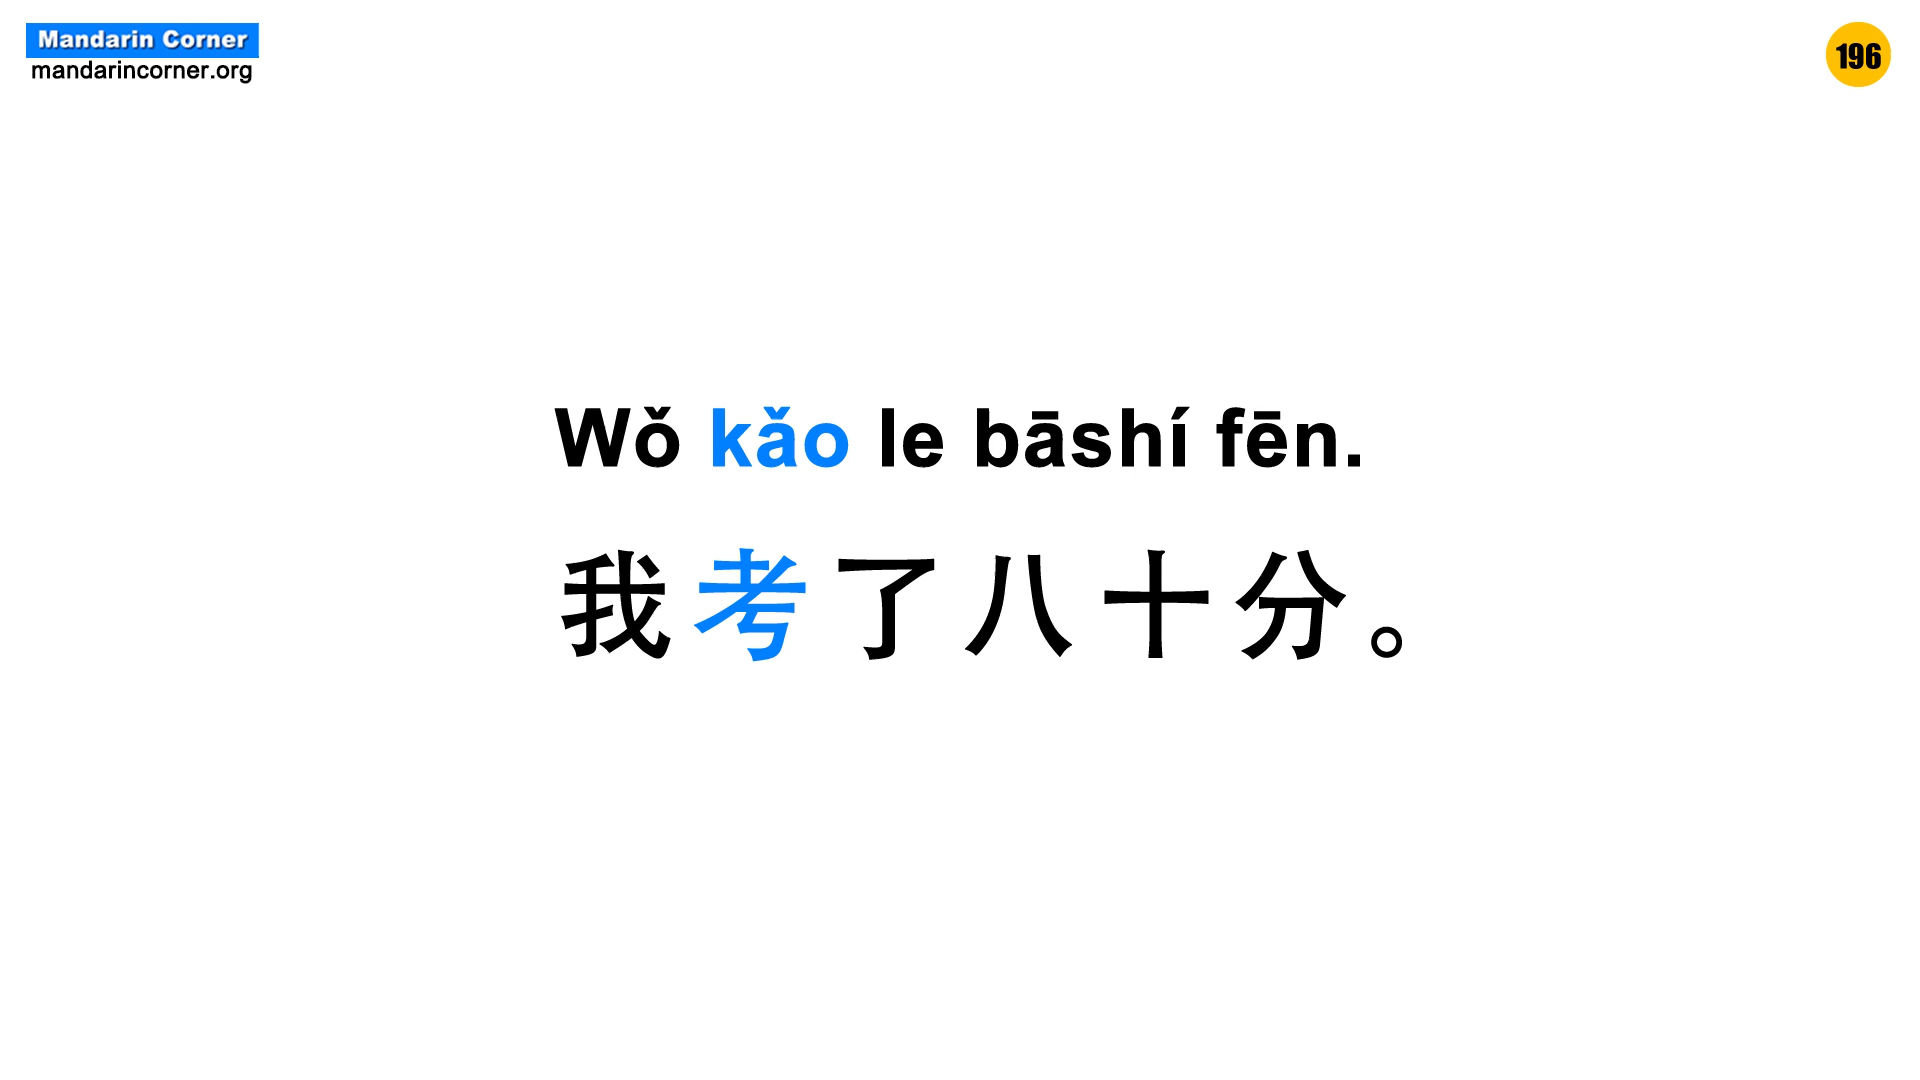 Mandarin Corner
mandarincorner.org
196
Wǒ kǎo le bāshí fēn.
我考了八十分。